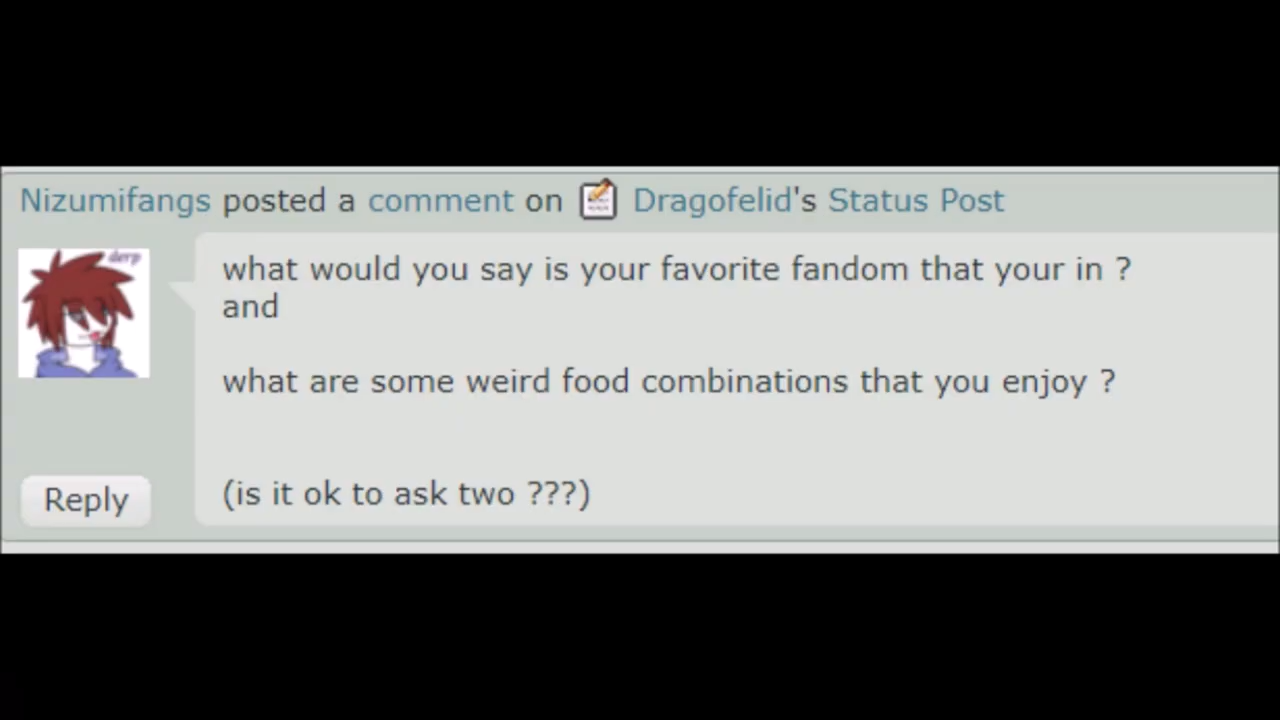 Nizumifangs posted a comment on Dragofelid's Status Post
derp
what would you say is your favorite fandom that your in ?
and
what are some weird food combinations that you enjoy ?
(is it ok to ask two ???)
Reply